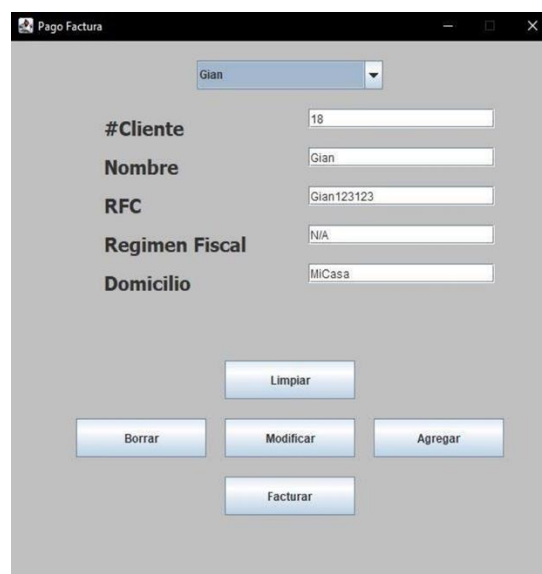 Pago Factura
Gian
#Cliente 18
Nombre Gian
RFC Gian123123
Regimen Fiscal N/A
Domicilio MiCasa
Limpiar
Borrar Modificar Agregar
Facturar